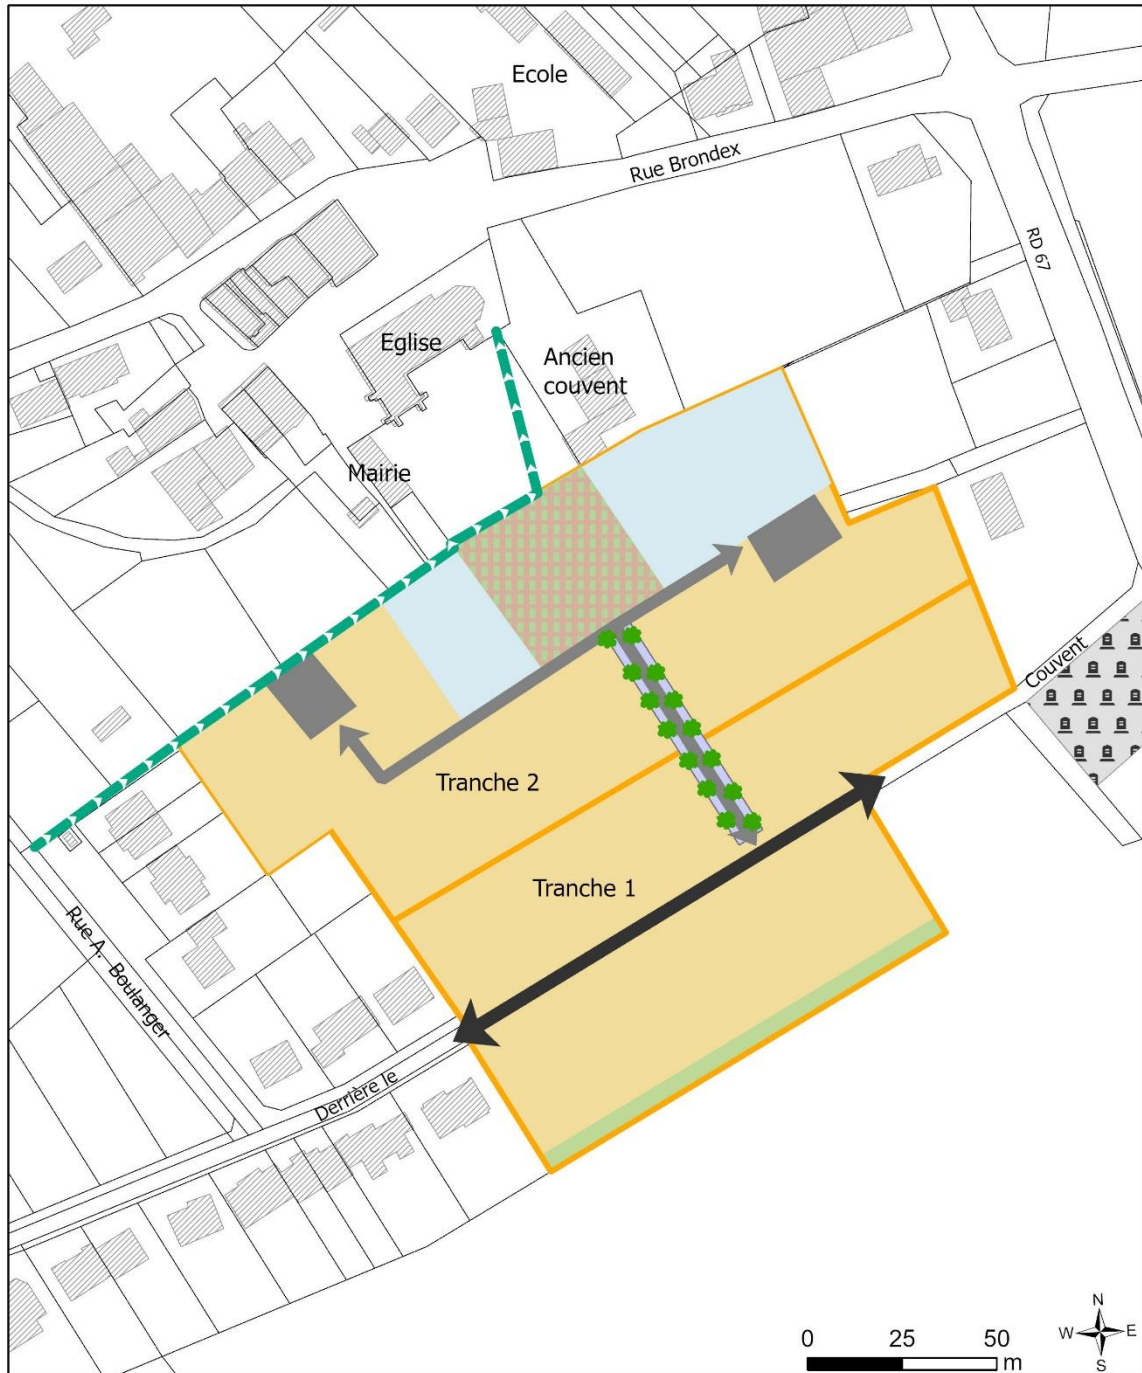 Ecole
Rue Brondex
RD 67
Eglise
Ancien
couvent
Mairie
Couvent
Tranche 2
Tranche 1
Rue A. Boulanger
Derrière le
N
W
E
S
0 25 50
m